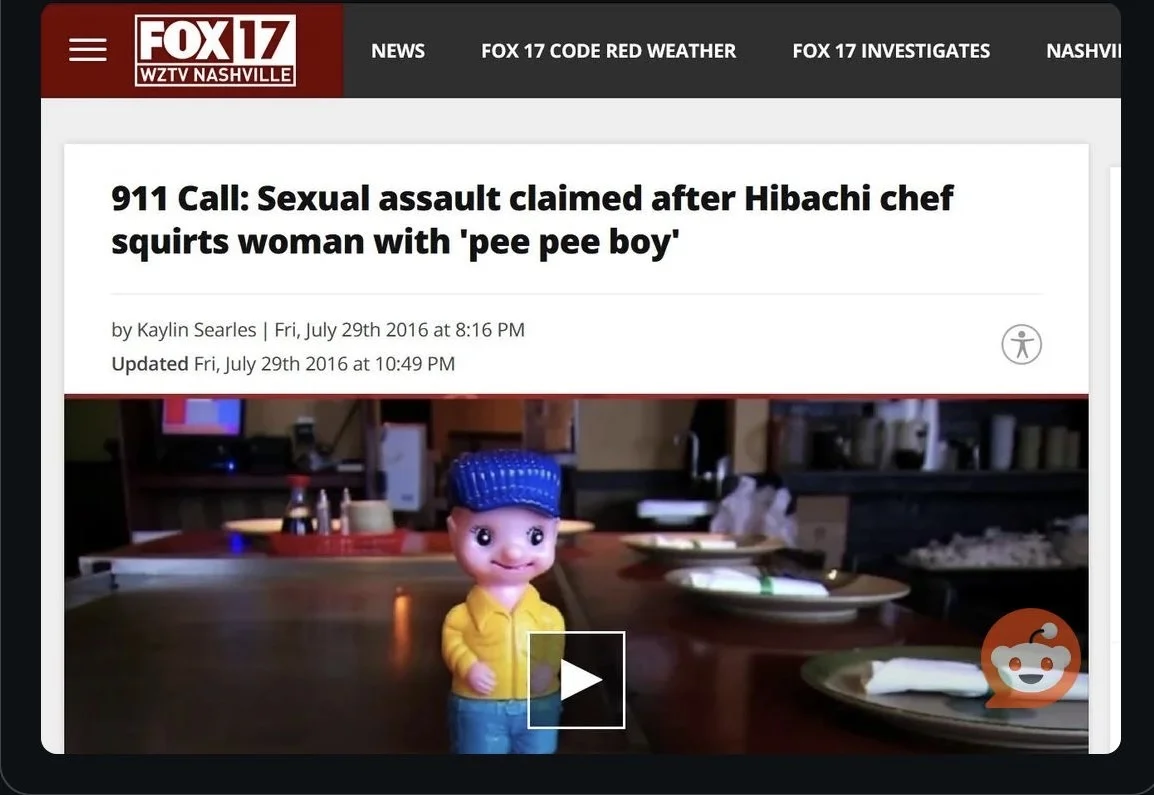 FOX 17
WZTV NASHVILLE
NEWS
FOX 17 CODE RED WEATHER
FOX 17 INVESTIGATES
NASHVI
911 Call: Sexual assault claimed after Hibachi chef
squirts woman with 'pee pee boy'
by Kaylin Searles | Fri, July 29th 2016 at 8:16 PM
Updated Fri, July 29th 2016 at 10:49 PM